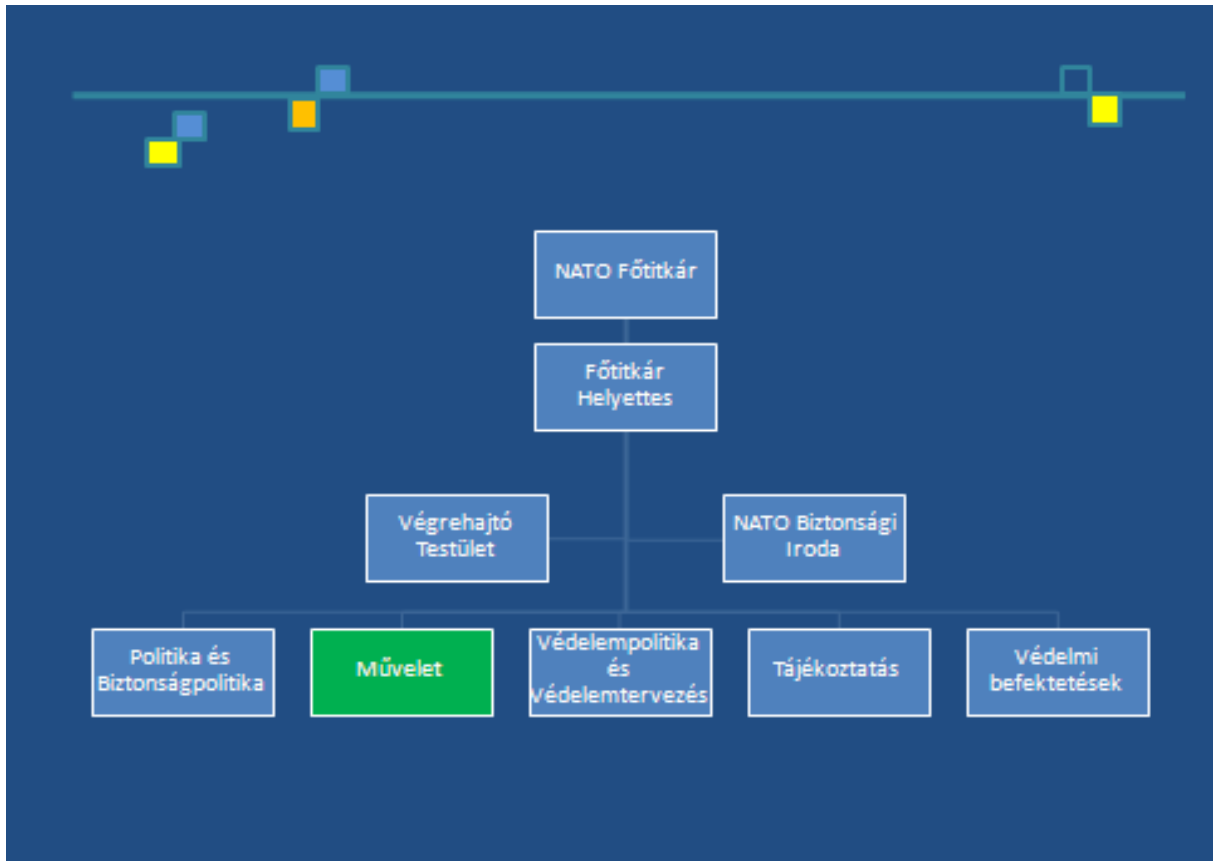 NATO Főtitkár
Főtitkár
Helyettes
Végrehajtó
Testület
NATO Biztonsági
Iroda
Politika és
Biztonságpolitika
Művelet
Védelempolitika
és
Védelemtervezés
Tájékoztatás
Védelmi
befektetések